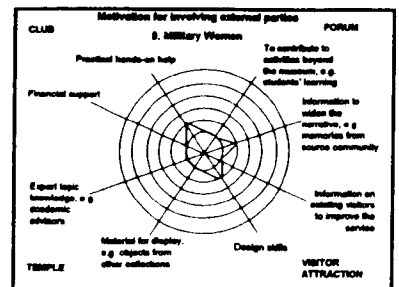 Motivation for involving external parties
CLUB
FORUM
9. Military Women
Practical hands-on help
To contribute to
activities beyond
the museum, e.g.
students' learning
Financial support
Information to
widen the
narrative, e.g
memories from
source community
Expert topic
knowledge, e.g
academic
advisors
Information on
existing visitors
to improve the
service
Material for display,
e.g objects from
other collections
Design skills
TEMPLE
VISITOR
ATTRACTION